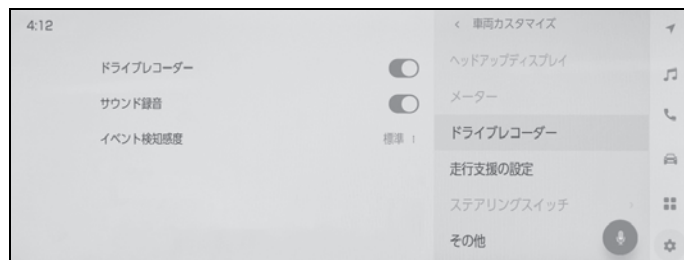 4:12
ドライブレコーダー
サウンド録音
イベント検知感度
標準
車両カスタマイズ
ヘッドアップディスプレイ
メーター
ドライブレコーダー
走行支援の設定
ステアリングスイッチ
その他